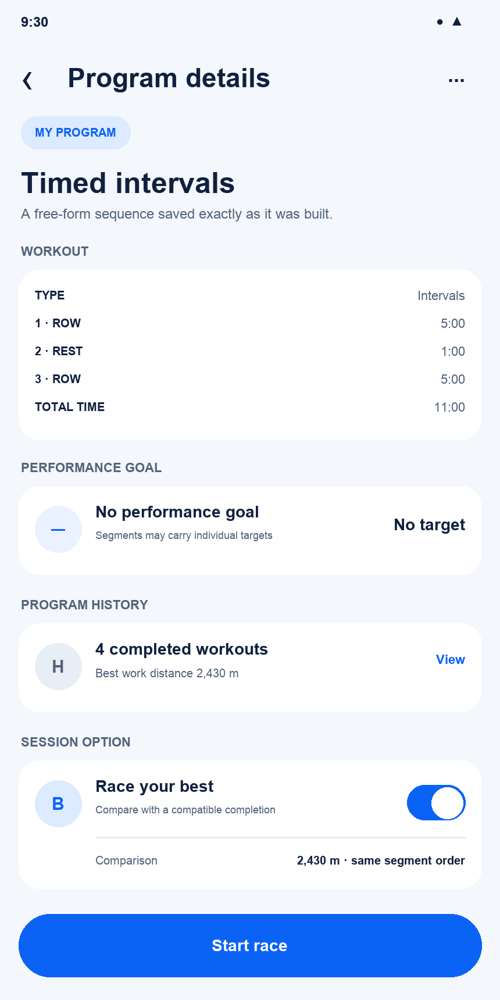 9:30
Program details
...
MY PROGRAM
Timed intervals
A free-form sequence saved exactly as it was built.
WORKOUT
TYPE Intervals
1 · ROW 5:00
2 · REST 1:00
3 · ROW 5:00
TOTAL TIME 11:00
PERFORMANCE GOAL
No performance goal
Segments may carry individual targets
No target
PROGRAM HISTORY
H
4 completed workouts
Best work distance 2,430 m
View
SESSION OPTION
B
Race your best
Compare with a compatible completion
Comparison 2,430 m · same segment order
Start race